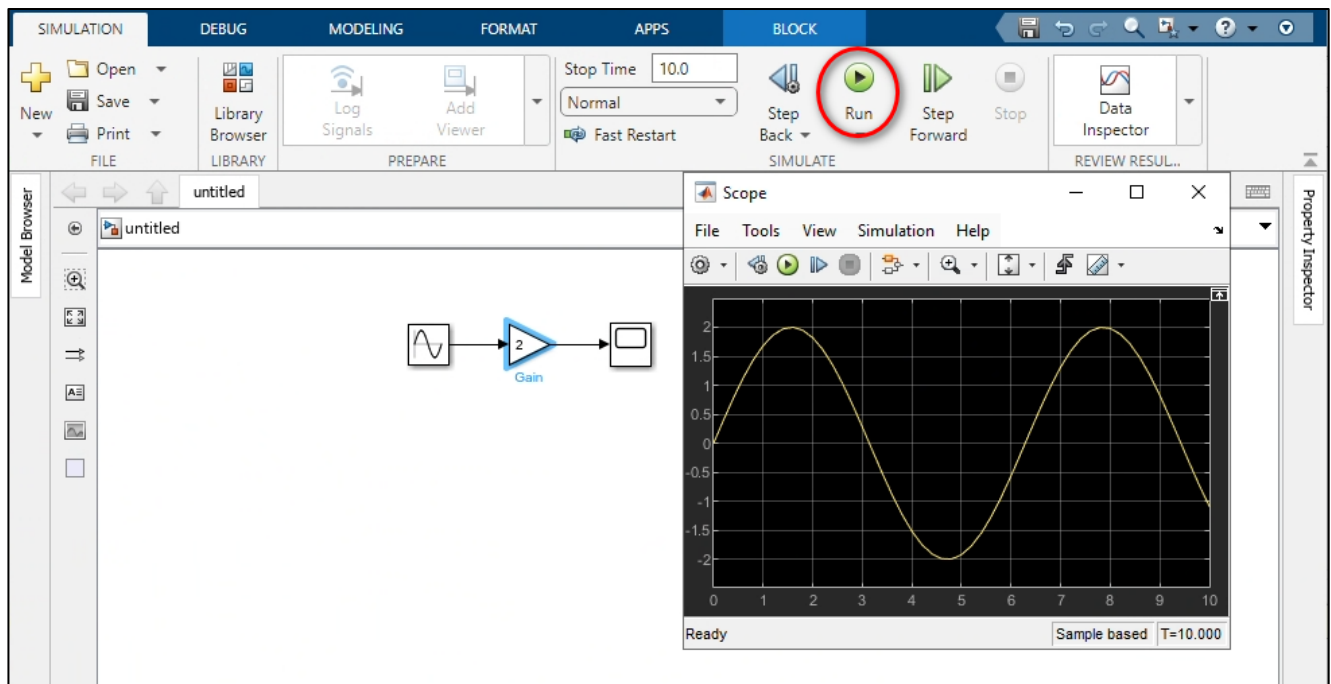 SIMULATION DEBUG MODELING FORMAT APPS BLOCK
New
Open
Save
Print
FILE
Library
Browser
LIBRARY
Log
Signals
Add
Viewer
PREPARE
Stop Time 10.0
Normal
Fast Restart
Step
Back
Run
Step
Forward
Stop
SIMULATE
Data
Inspector
REVIEW RESUL...
Model Browser
untitled
untitled
2
Gain
Scope
File Tools View Simulation Help
2
1.5
1
0.5
0
-0.5
-1
-1.5
-2
0 1 2 3 4 5 6 7 8 9 10
Ready Sample based T=10.000
Property Inspector